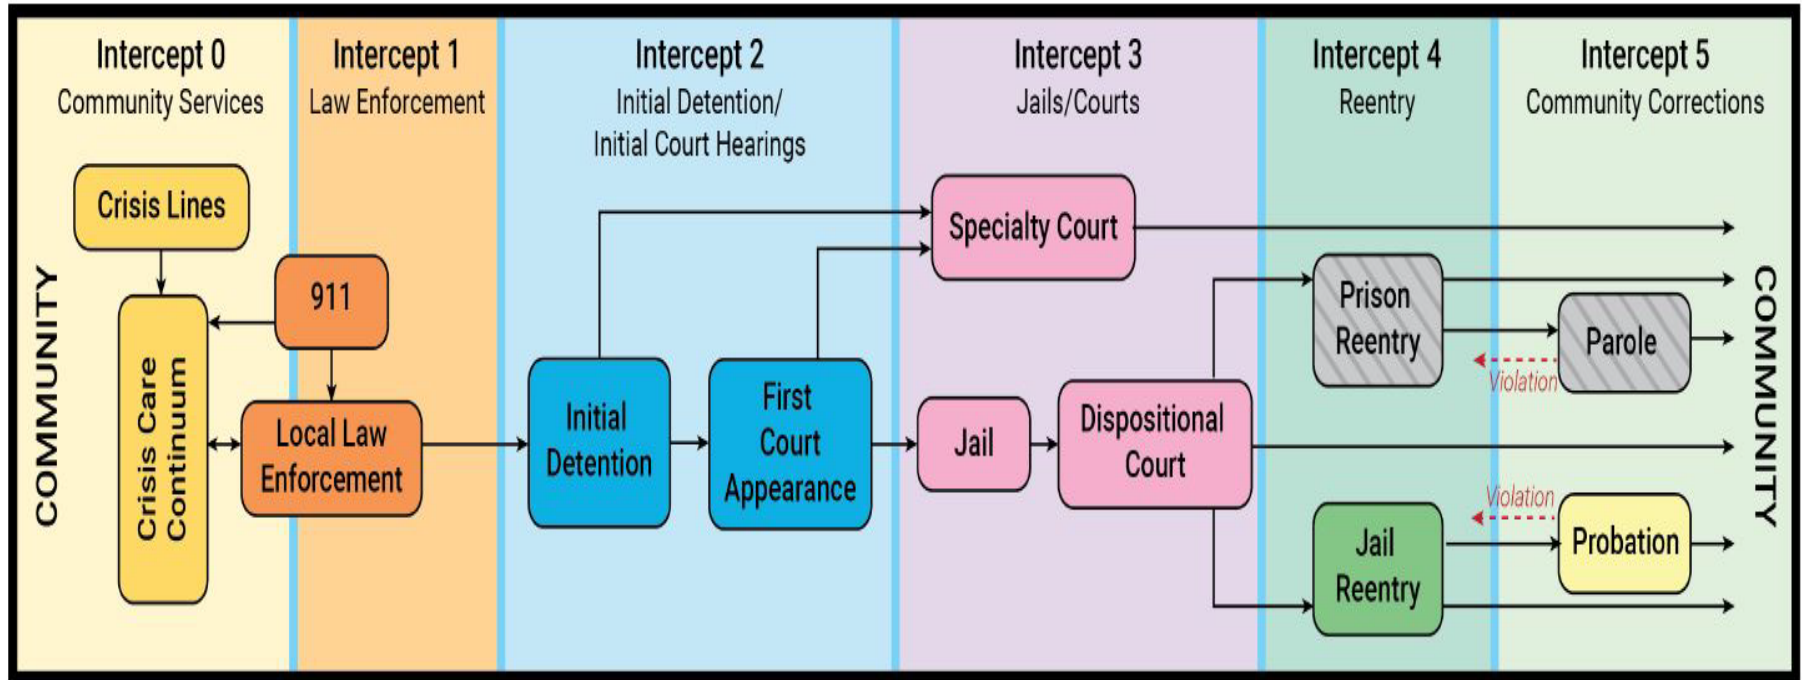 Intercept 0
Community Services
Intercept 1
Law Enforcement
Intercept 2
Initial Detention/
Initial Court Hearings
Intercept 3
Jails/Courts
Intercept 4
Reentry
Intercept 5
Community Corrections
COMMUNITY
Crisis Lines
Crisis Care
Continuum
911
Local Law
Enforcement
Initial
Detention
First
Court
Appearance
Specialty Court
Jail
Dispositional
Court
Prison
Reentry
Jail
Reentry
Parole
Violation
Violation
Probation
COMMUNITY